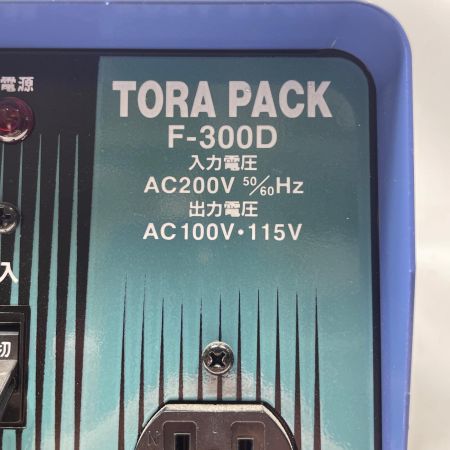 電源
TORA PACK
F-300D
入力電圧
AC200V 50/60Hz
出力電圧
AC100V・115V
入
切
N